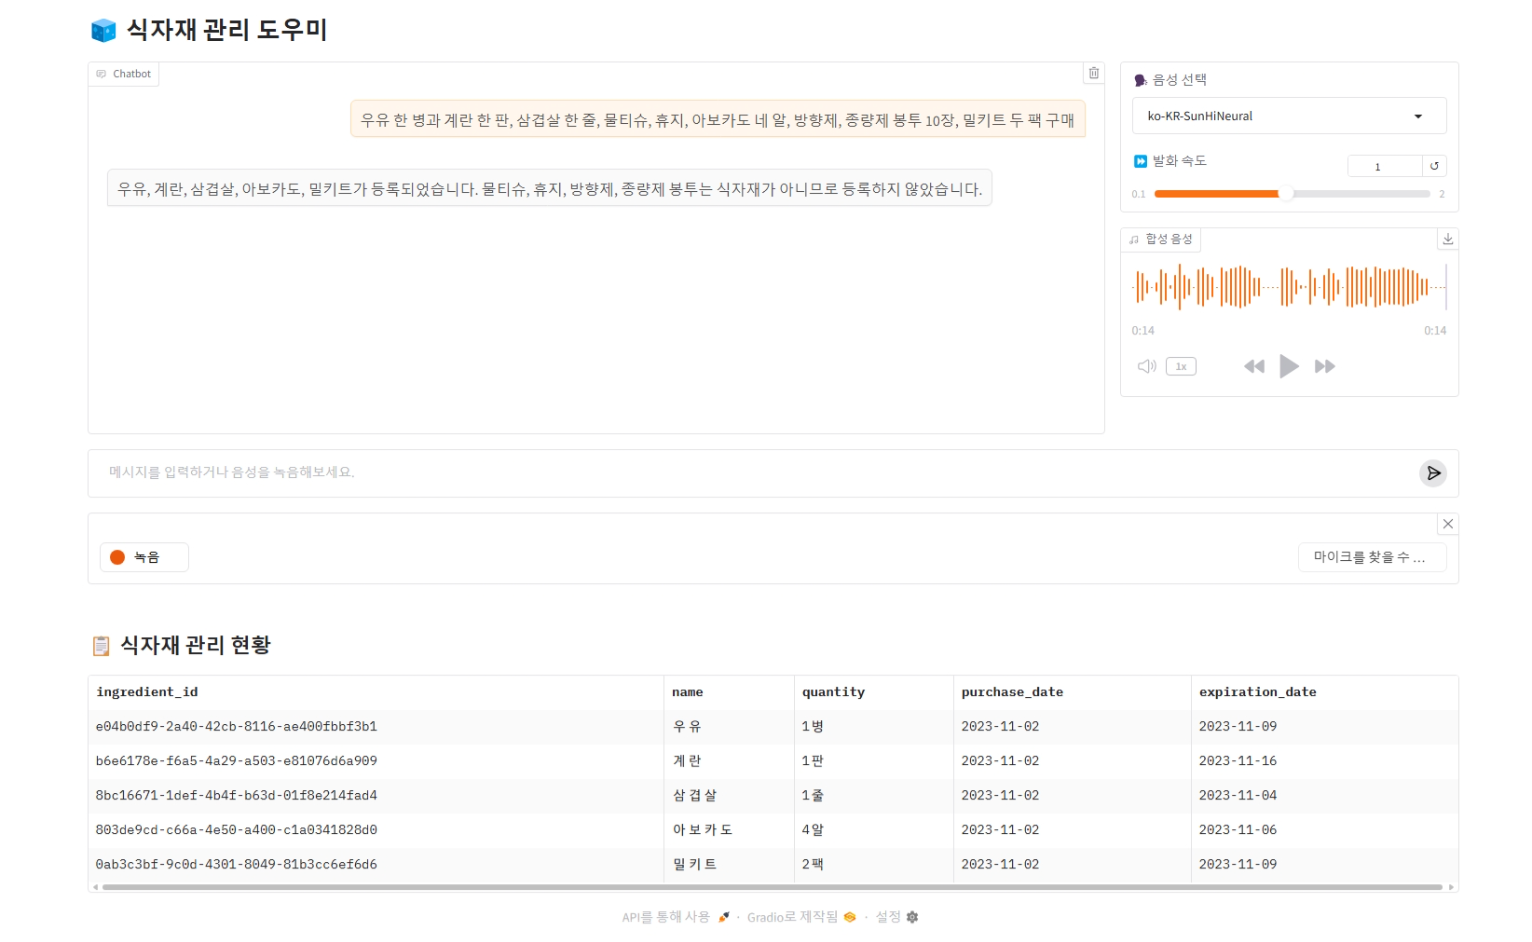 식자재 관리 도우미
Chatbot
우유 한 병과 계란 한 판, 삼겹살 한 줄, 물티슈, 휴지, 아보카도 네 알, 방향제, 종량제 봉투 10장, 밀키트 두 팩 구매
우유, 계란, 삼겹살, 아보카도, 밀키트가 등록되었습니다. 물티슈, 휴지, 방향제, 종량제 봉투는 식자재가 아니므로 등록하지 않았습니다.
음성 선택
ko-KR-SunHiNeural
발화 속도
1
0.1 2
합성 음성
0:14 0:14
1x
메시지를 입력하거나 음성을 녹음해보세요.
녹음
마이크를 찾을 수 ...
식자재 관리 현황
ingredient_id name quantity purchase_date expiration_date
e04b0df9-2a40-42cb-8116-ae400fbbf3b1 우유 1병 2023-11-02 2023-11-09
b6e6178e-f6a5-4a29-a503-e81076d6a909 계란 1판 2023-11-02 2023-11-16
8bc16671-1def-4b4f-b63d-01f8e214fad4 삼겹살 1줄 2023-11-02 2023-11-04
803de9cd-c66a-4e50-a400-c1a0341828d0 아보카도 4알 2023-11-02 2023-11-06
0ab3c3bf-9c0d-4301-8049-81b3cc6ef6d6 밀키트 2팩 2023-11-02 2023-11-09
API를 통해 사용 · Gradio로 제작됨 · 설정